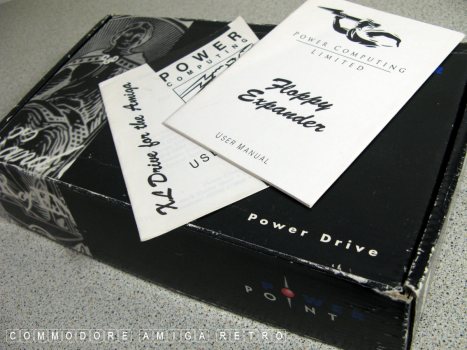 POWER COMPUTING
LIMITED
Floppy
Expander
USER MANUAL
POWER
COMPUTING
XL Drive for the Amiga
Power Drive
POWER
POINT
COMMODORE AMIGA RETRO